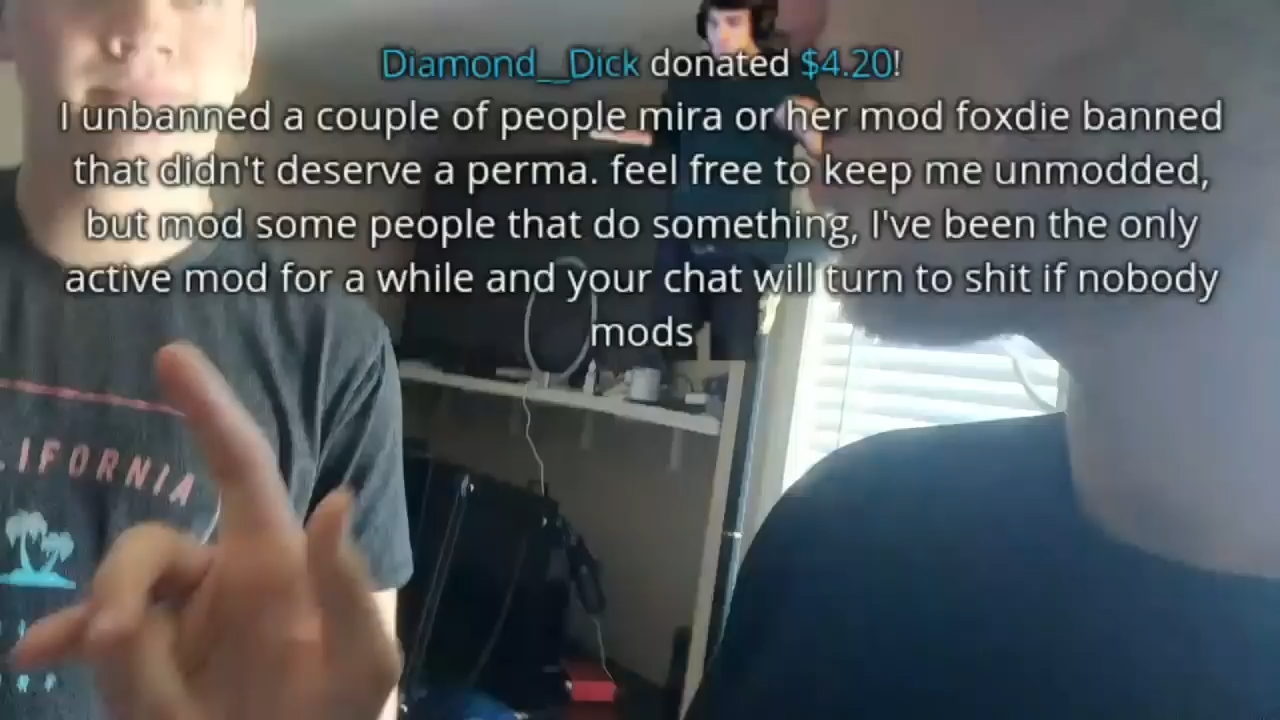 Diamond__Dick donated $4.20!
I unbanned a couple of people mira or her mod foxdie banned
that didn't deserve a perma. feel free to keep me unmodded,
but mod some people that do something, I've been the only
active mod for a while and your chat will turn to shit if nobody
mods
LIFORNIA